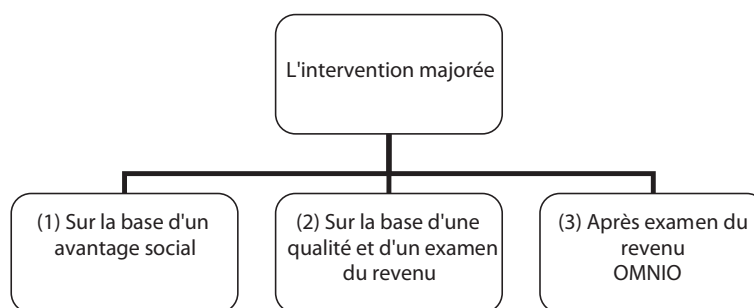 L'intervention majorée
(1) Sur la base d'un
avantage social
(2) Sur la base d'une
qualité et d'un examen
du revenu
(3) Après examen du
revenu
OMNIO